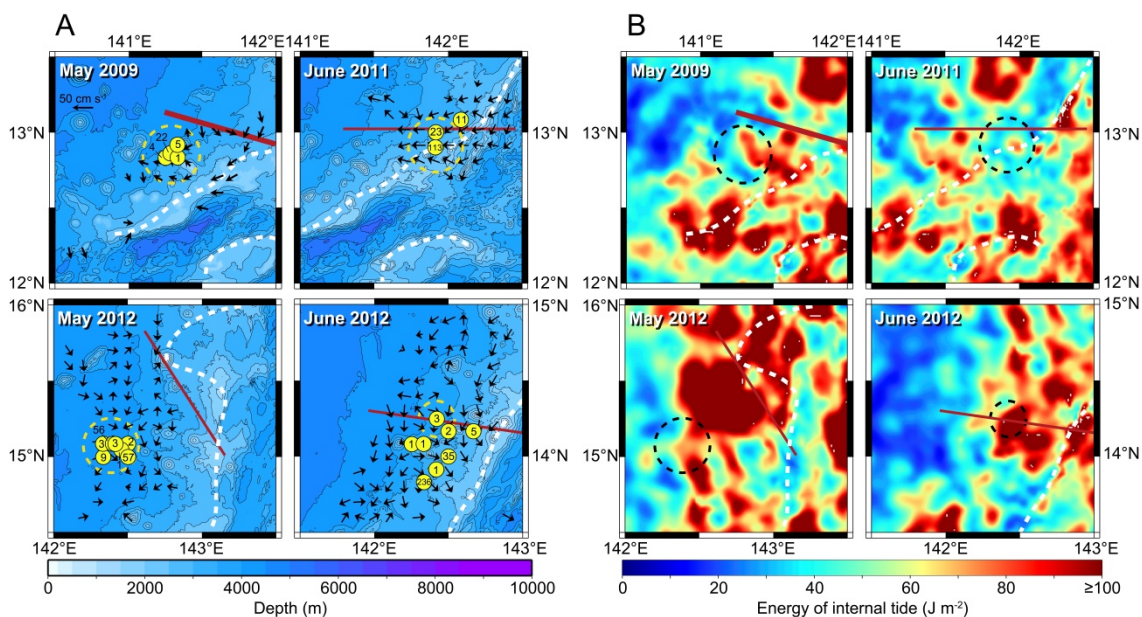 A
B
141°E 142°E
141°E 142°E
141°E 142°E
141°E 142°E
May 2009
June 2011
May 2009
June 2011
50 cm s⁻¹
13°N
13°N
13°N
13°N
5
1
11
23
113
12°N
12°N
12°N
12°N
16°N
15°N
16°N
15°N
May 2012
June 2012
May 2012
June 2012
56
3 3 2
9 57
3
2 5
1 1
35
1
236
15°N
14°N
15°N
14°N
142°E 143°E
142°E 143°E
142°E 143°E
142°E 143°E
0 2000 4000 6000 8000 10000
Depth (m)
0 20 40 60 80 ≥100
Energy of internal tide (J m⁻²)